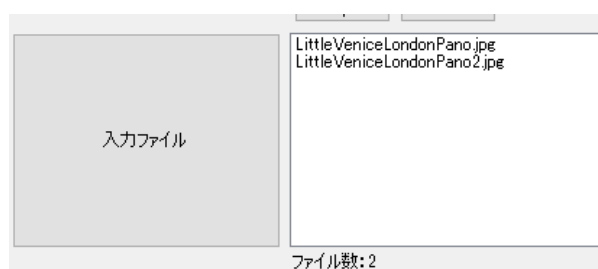 LittleVeniceLondonPano.jpg
LittleVeniceLondonPano2.jpg
入力ファイル
ファイル数:2